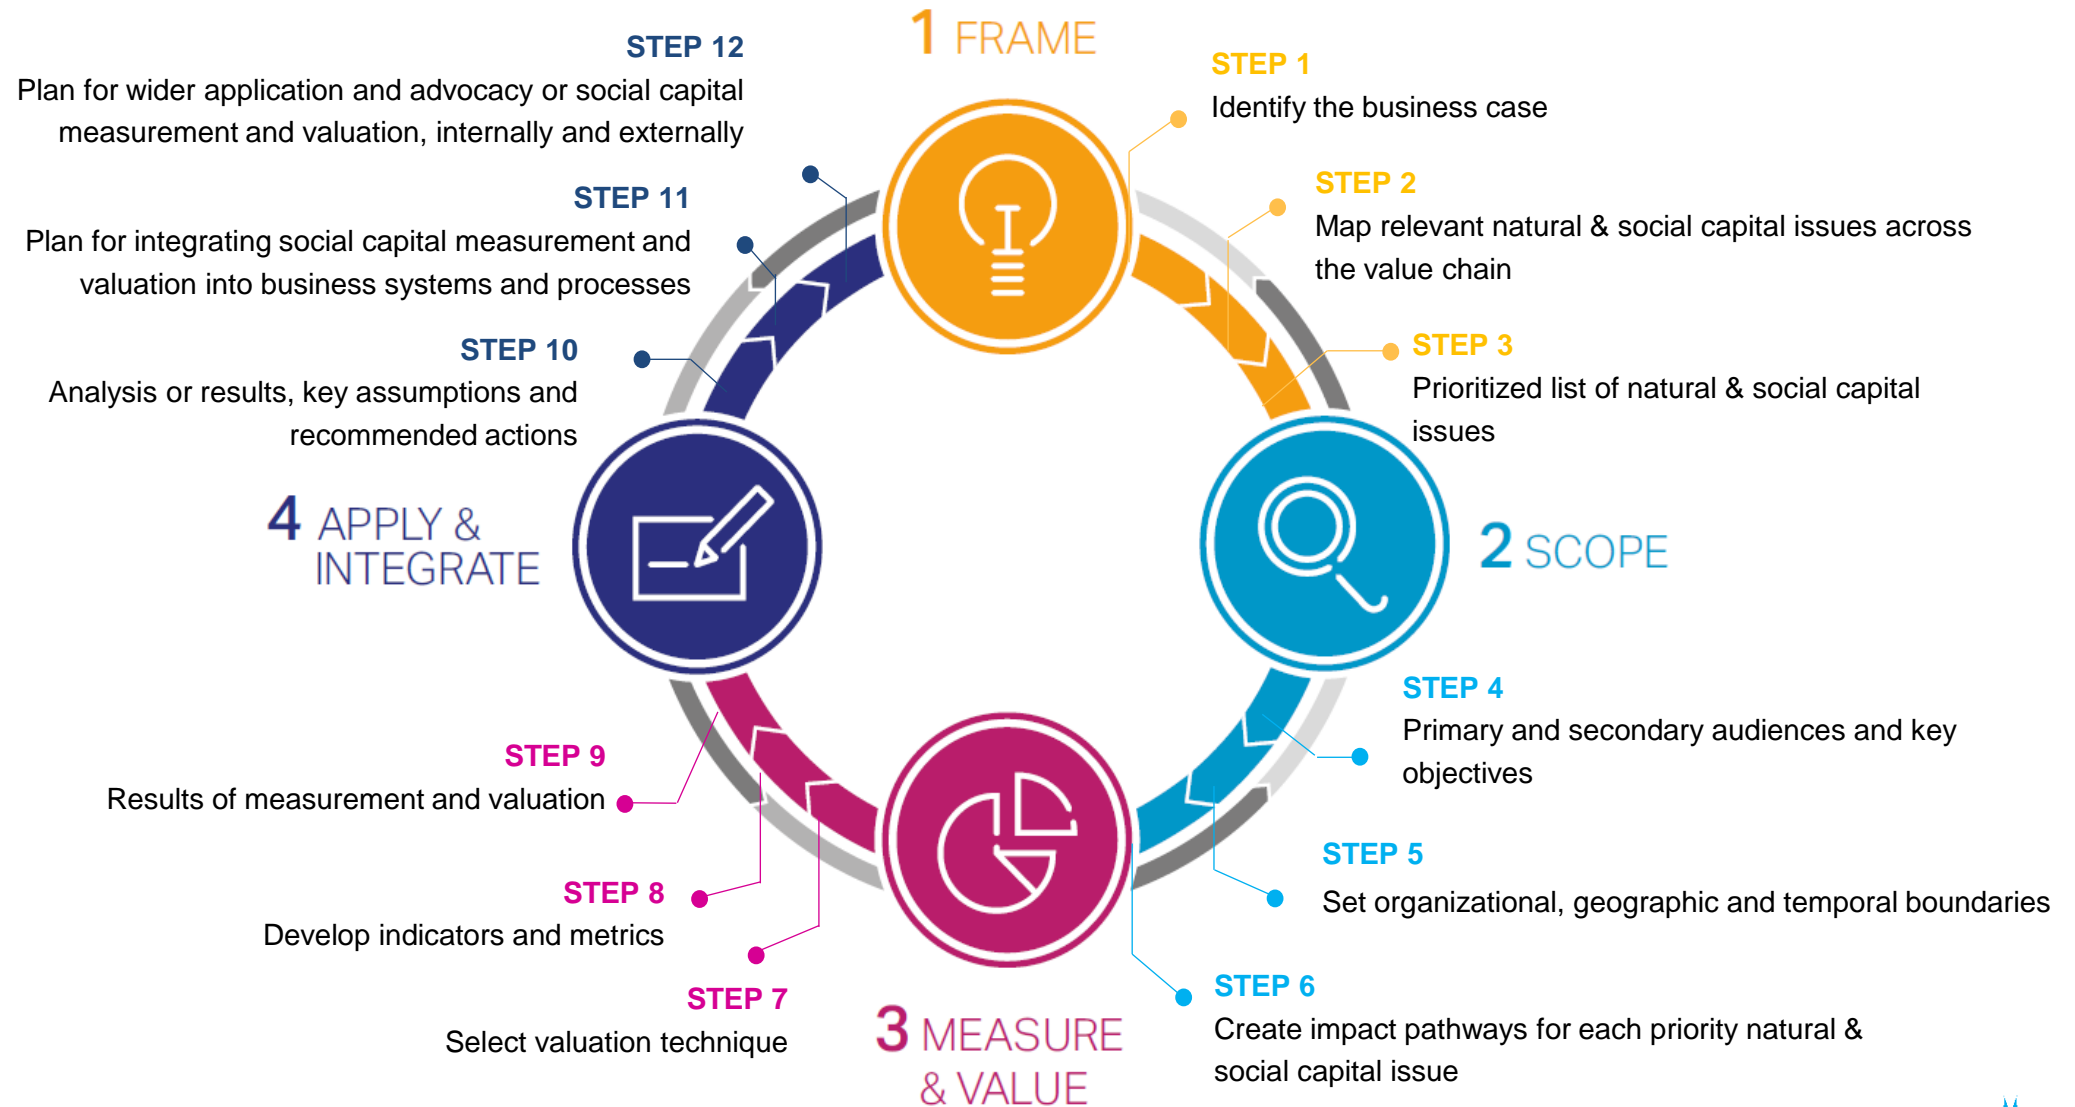 1 FRAME
STEP 1
Identify the business case
STEP 2
Map relevant natural & social capital issues across
the value chain
STEP 3
Prioritized list of natural & social capital
issues
2 SCOPE
STEP 4
Primary and secondary audiences and key
objectives
STEP 5
Set organizational, geographic and temporal boundaries
STEP 6
Create impact pathways for each priority natural &
social capital issue
3 MEASURE
& VALUE
STEP 7
Select valuation technique
STEP 8
Develop indicators and metrics
STEP 9
Results of measurement and valuation
4 APPLY &
INTEGRATE
STEP 10
Analysis or results, key assumptions and
recommended actions
STEP 11
Plan for integrating social capital measurement and
valuation into business systems and processes
STEP 12
Plan for wider application and advocacy or social capital
measurement and valuation, internally and externally